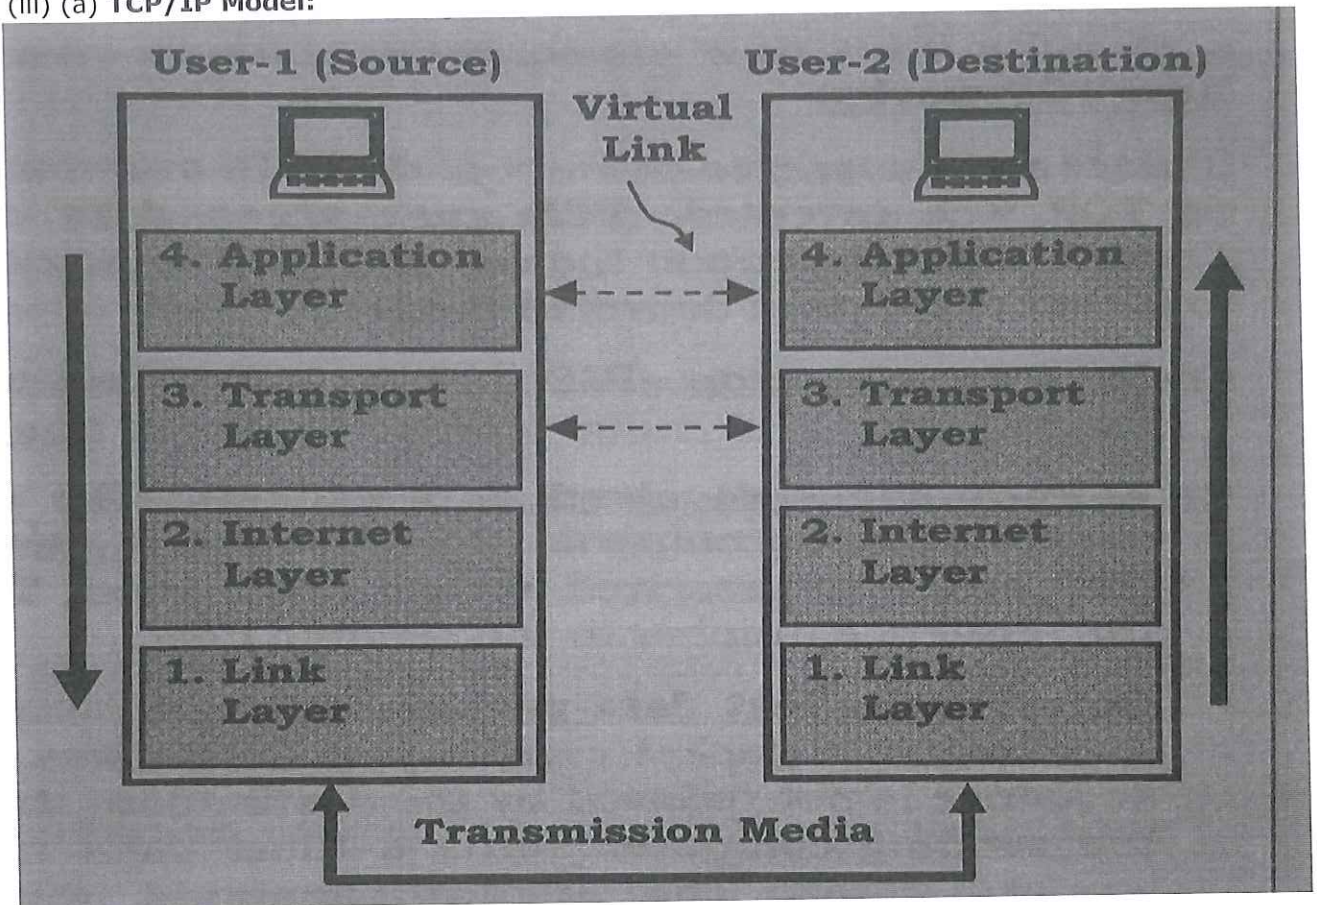 (iii) (a) TCP/IP Model:
User-1 (Source)
User-2 (Destination)
Virtual
Link
4. Application
Layer
3. Transport
Layer
2. Internet
Layer
1. Link
Layer
4. Application
Layer
3. Transport
Layer
2. Internet
Layer
1. Link
Layer
Transmission Media